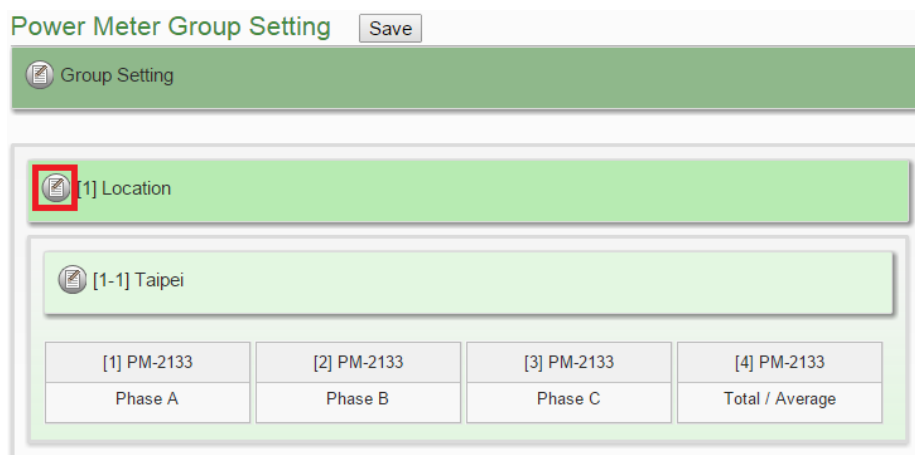 Power Meter Group Setting Save
Group Setting
[1] Location
[1-1] Taipei
[1] PM-2133 [2] PM-2133 [3] PM-2133 [4] PM-2133
Phase A Phase B Phase C Total / Average